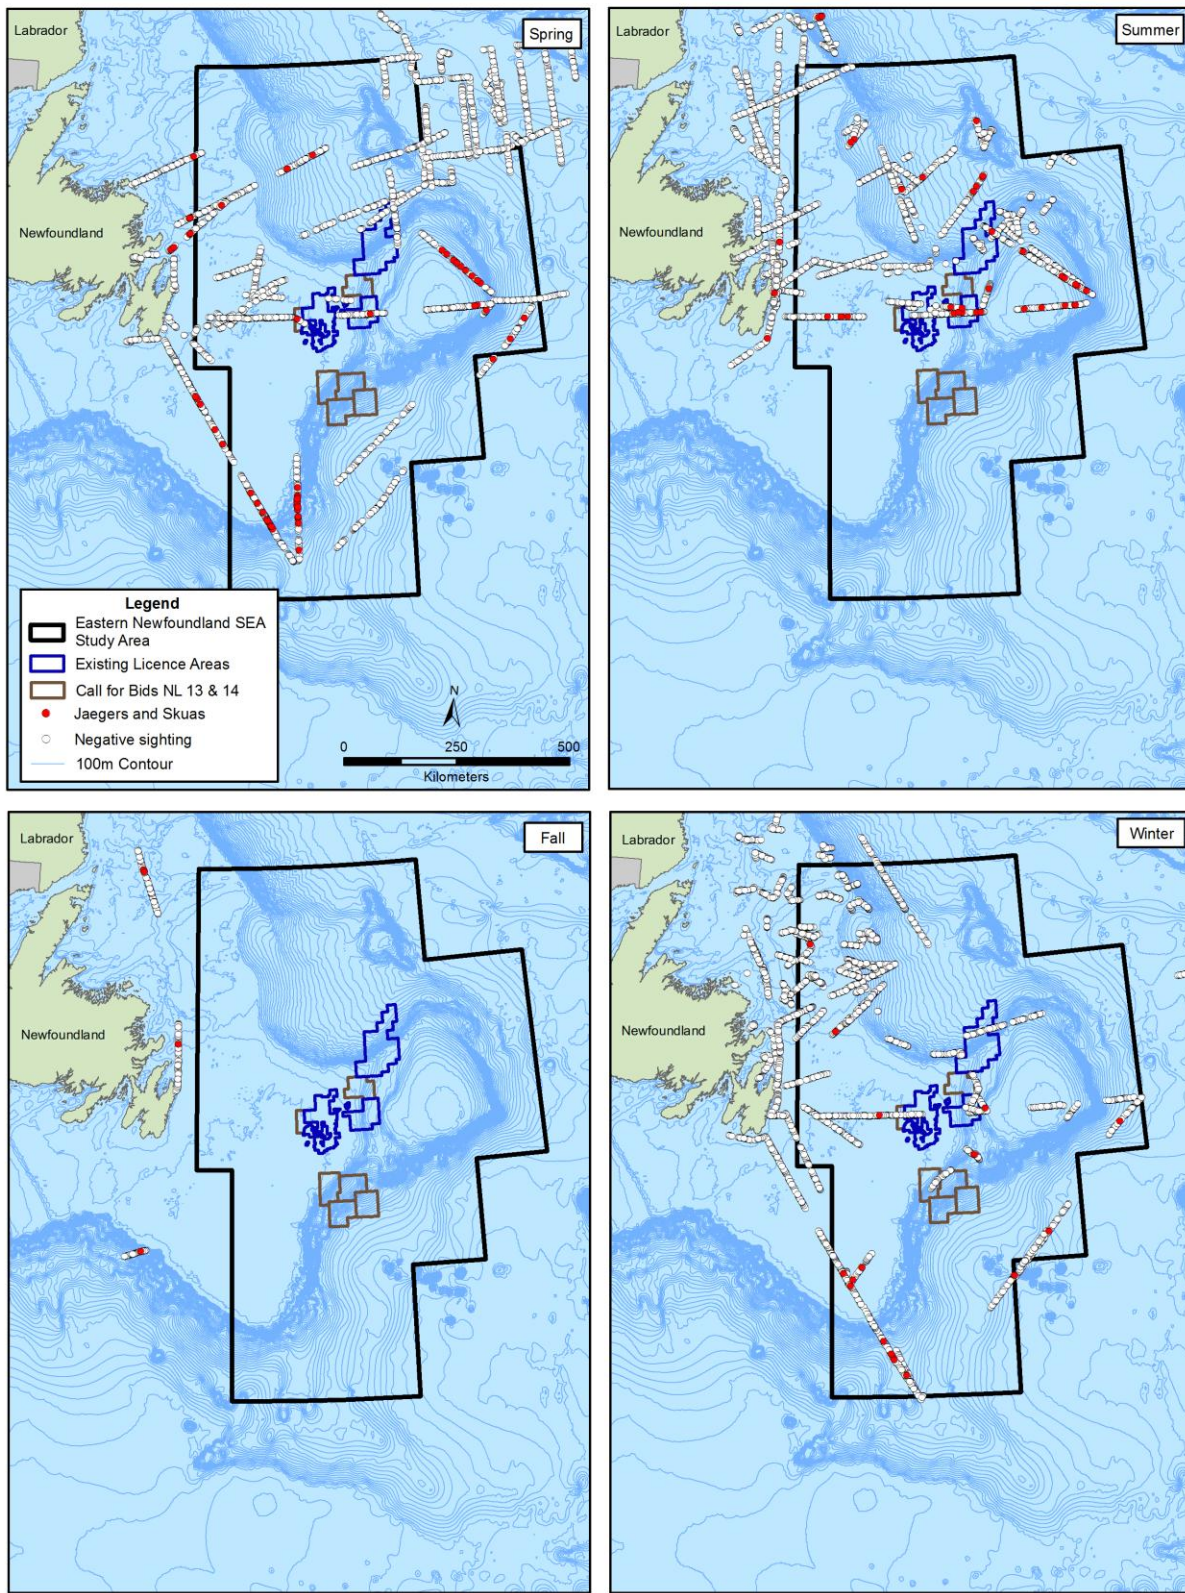 Labrador
Spring
Newfoundland
Legend
Eastern Newfoundland SEA
Study Area
Existing Licence Areas
Call for Bids NL 13 & 14
Jaegers and Skuas
Negative sighting
100m Contour
N
0 250 500
Kilometers
Labrador
Summer
Newfoundland
Labrador
Fall
Newfoundland
Labrador
Winter
Newfoundland